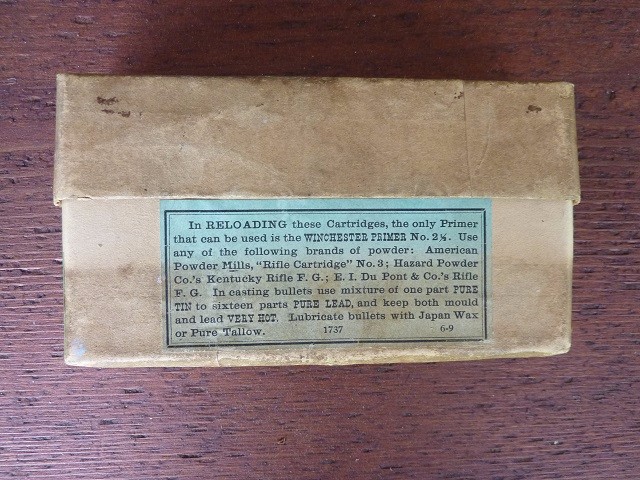 In RELOADING these Cartridges, the only Primer
that can be used is the WINCHESTER PRIMER No. 2½. Use
any of the following brands of powder: American
Powder Mills, "Rifle Cartridge" No. 3; Hazard Powder
Co.'s Kentucky Rifle F. G.; E. I. Du Pont & Co.'s Rifle
F. G. In casting bullets use mixture of one part PURE
TIN to sixteen parts PURE LEAD, and keep both mould
and lead VERY HOT. Lubricate bullets with Japan Wax
or Pure Tallow. 1737 6-9